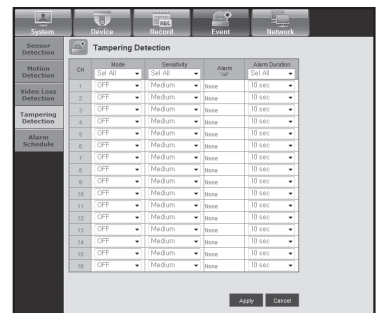 System Device Record Event Network
REC
Sensor Detection
Motion Detection
Video Loss Detection
Tampering Detection
Alarm Schedule
Tampering Detection
CH Mode Sensitivity Alarm Alarm Duration
Sel All Sel All Sel All
1 OFF Medium None 10 sec
2 OFF Medium None 10 sec
3 OFF Medium None 10 sec
4 OFF Medium None 10 sec
5 OFF Medium None 10 sec
6 OFF Medium None 10 sec
7 OFF Medium None 10 sec
8 OFF Medium None 10 sec
9 OFF Medium None 10 sec
10 OFF Medium None 10 sec
11 OFF Medium None 10 sec
12 OFF Medium None 10 sec
13 OFF Medium None 10 sec
14 OFF Medium None 10 sec
15 OFF Medium None 10 sec
16 OFF Medium None 10 sec
Apply Cancel